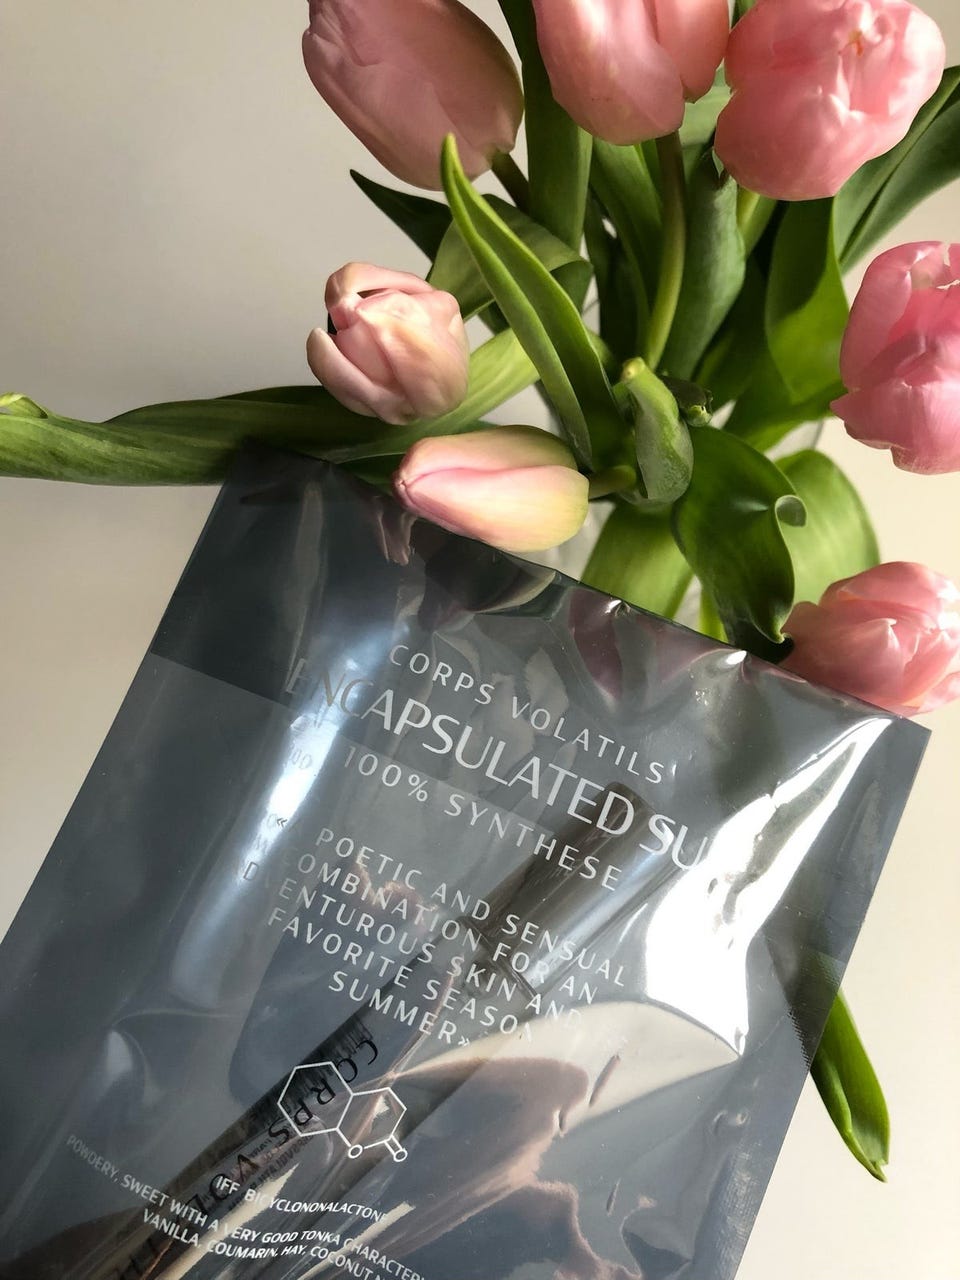 CORPS VOLATILS
ENCAPSULATED SU
100% SYNTHESE
POETIC AND SENSUAL
COMBINATION FOR AN
ENTUROUS SKIN AND
FAVORITE SEASON
SUMMER»
CORPS VOL
IFF BICYCLONONALACTONE
POWDERY, SWEET WITH A VERY GOOD TONKA CHARACTER
VANILLA, COUMARIN, HAY, COCONUT